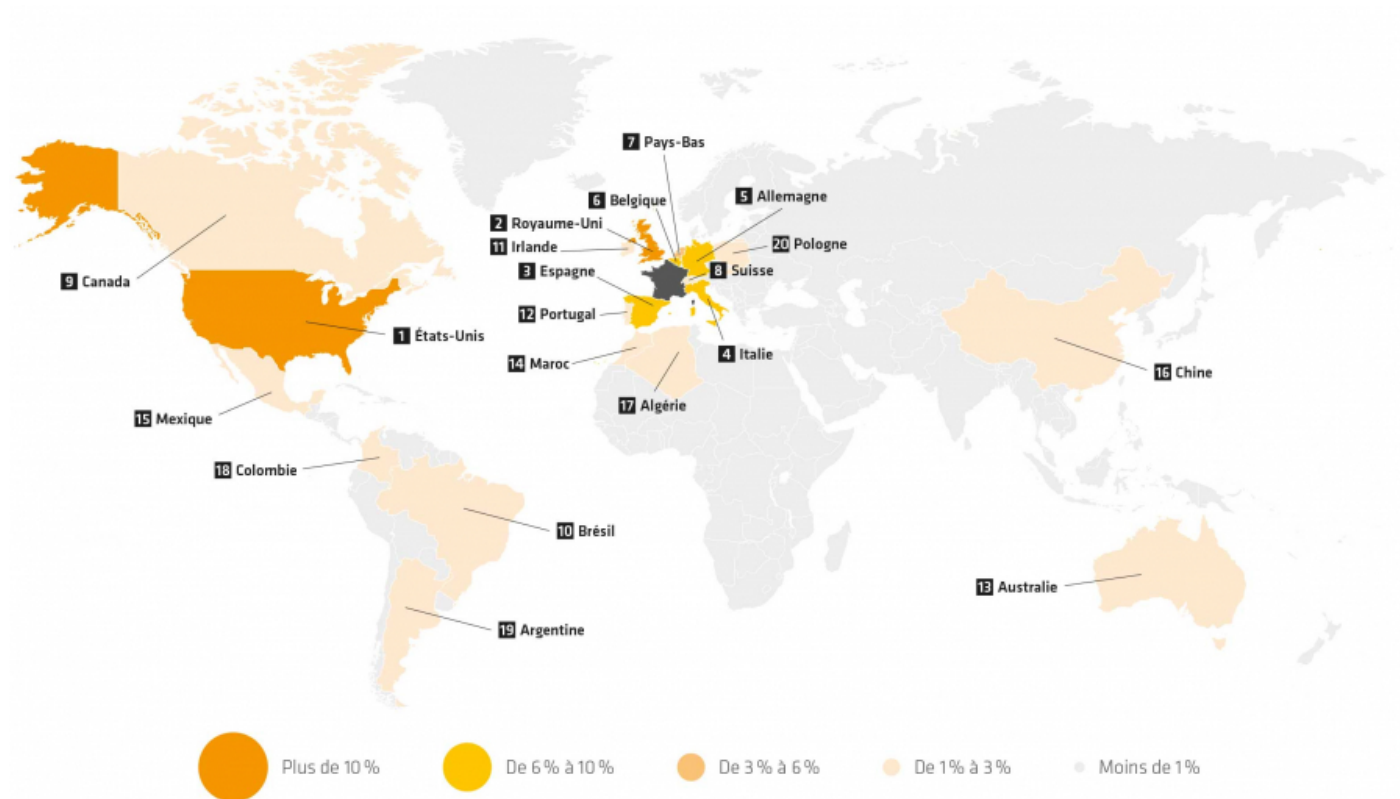 7 Pays-Bas
5 Allemagne
6 Belgique
2 Royaume-Uni
11 Irlande
20 Pologne
3 Espagne
8 Suisse
9 Canada
12 Portugal
1 États-Unis
4 Italie
14 Maroc
16 Chine
17 Algérie
15 Mexique
18 Colombie
10 Brésil
13 Australie
19 Argentine
Plus de 10 % De 6 % à 10 % De 3 % à 6 % De 1 % à 3 % Moins de 1 %